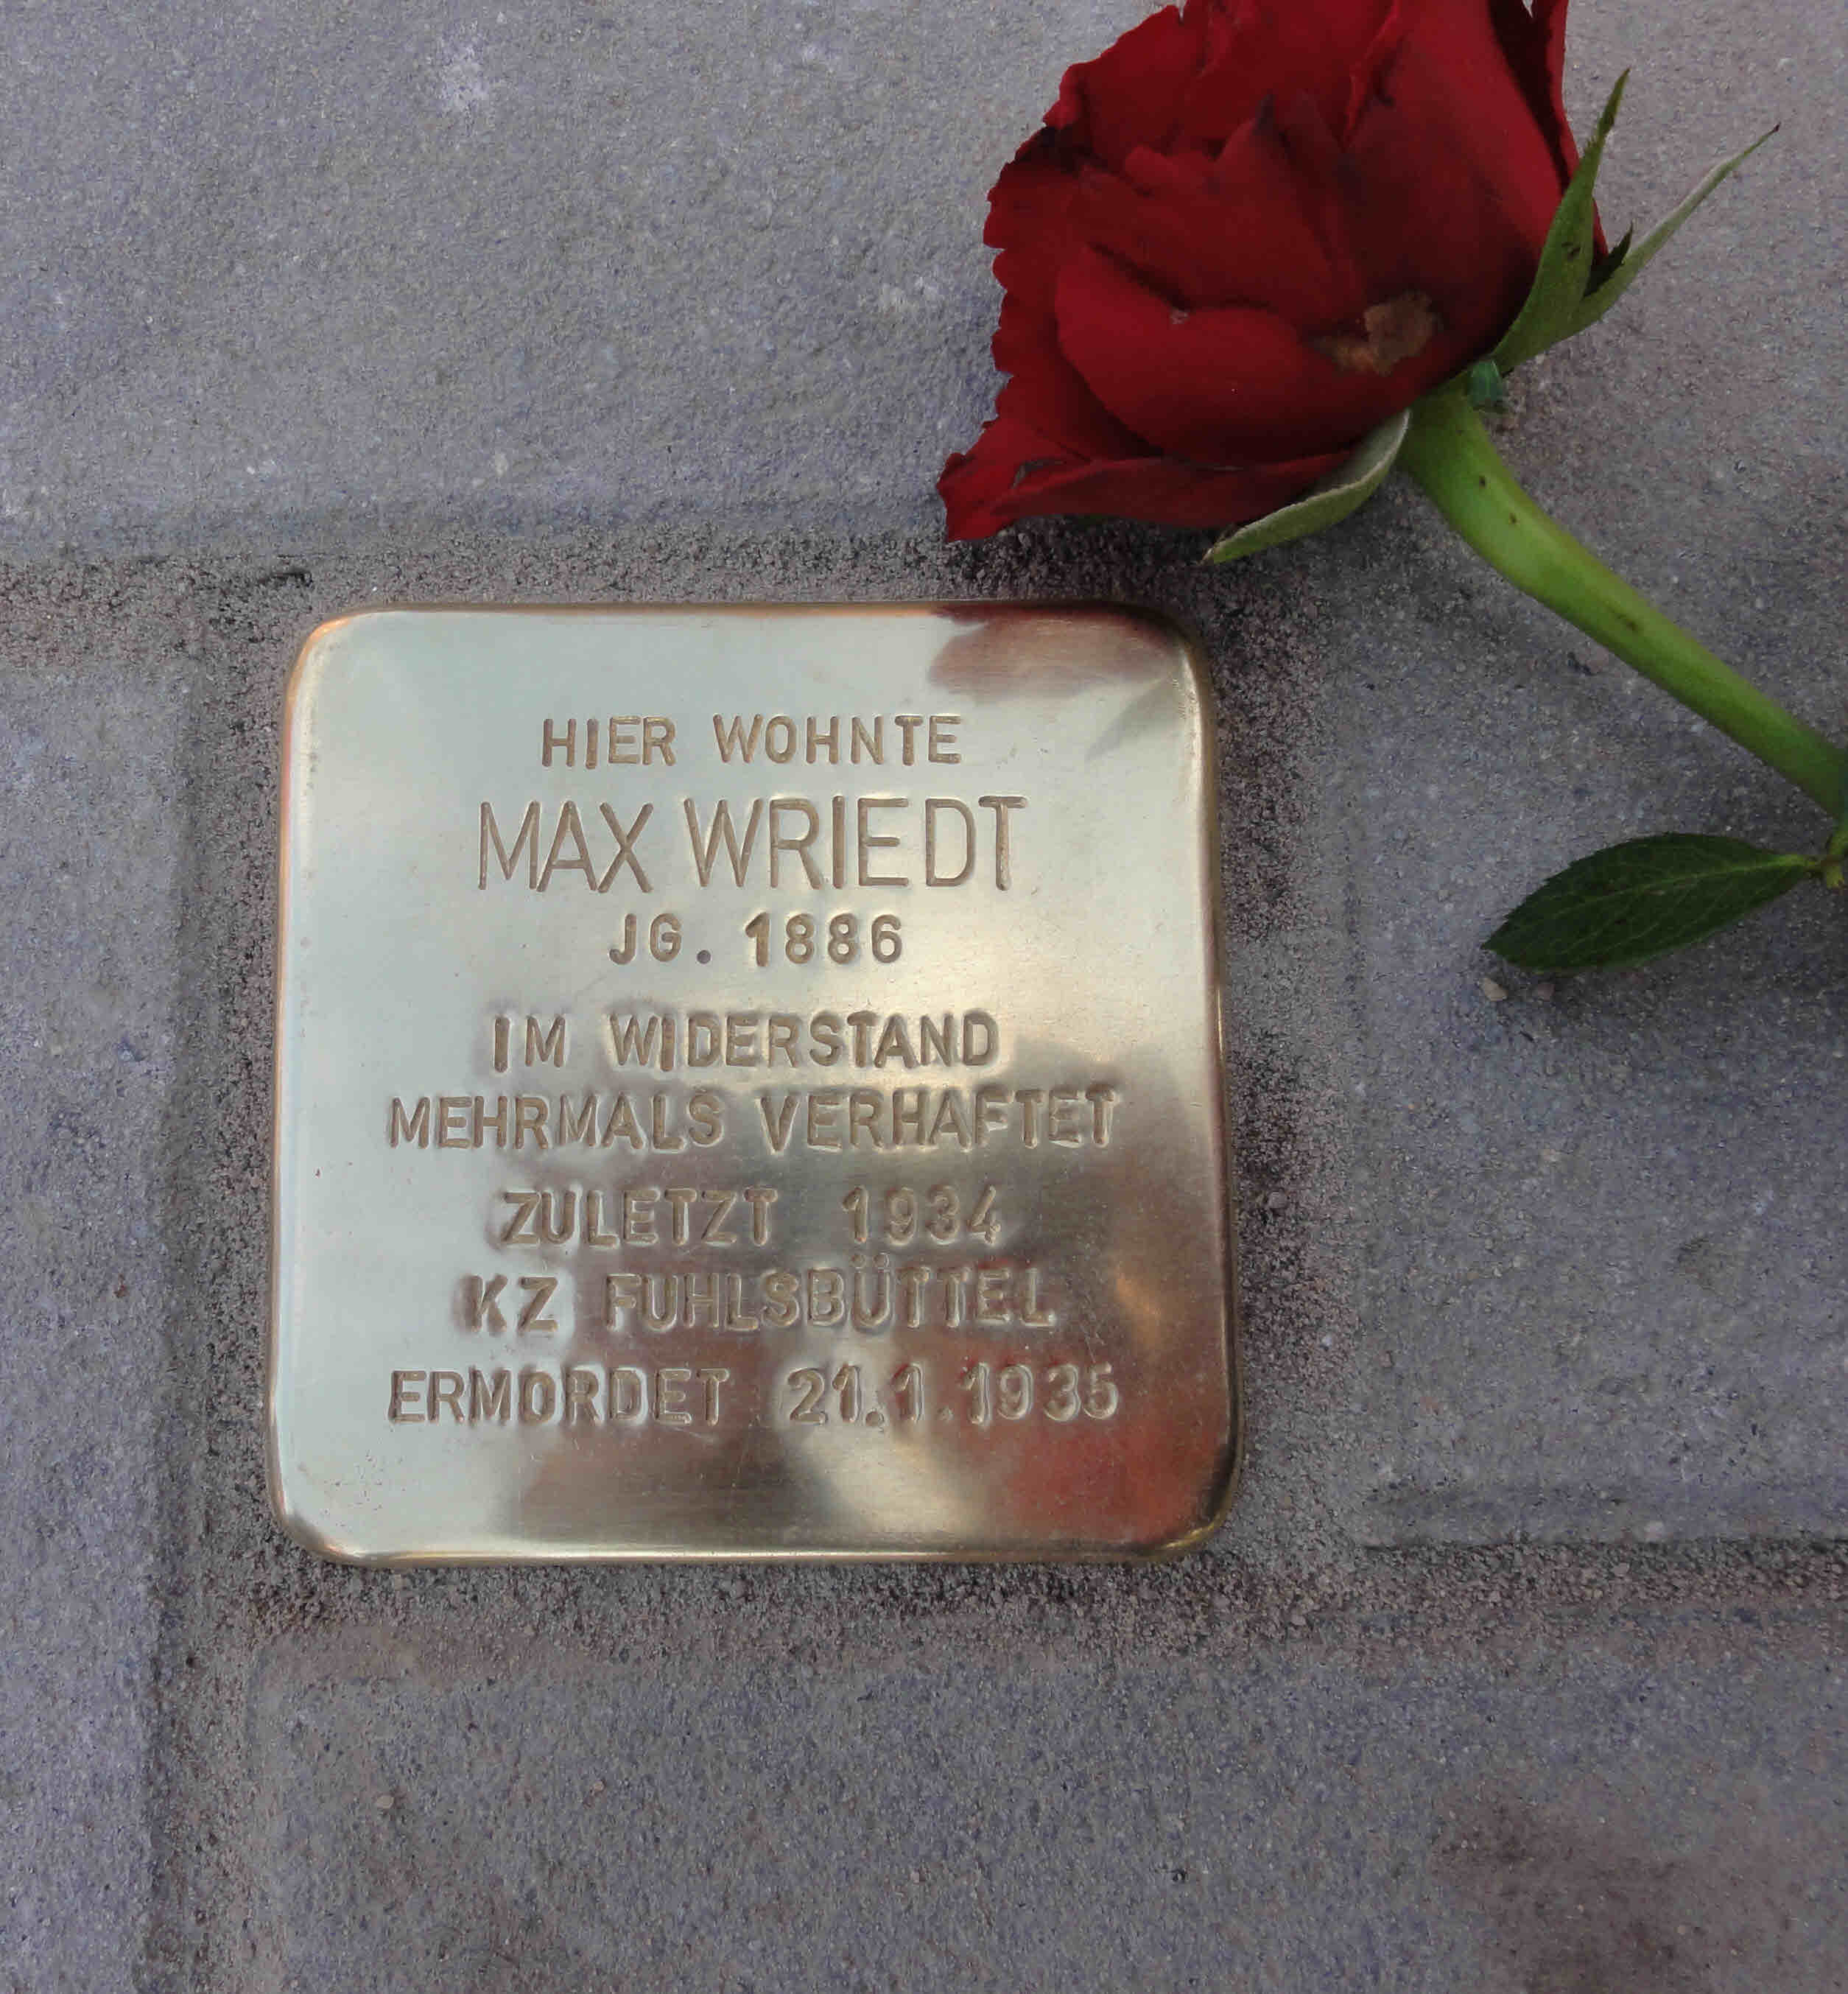 HIER WOHNTE
MAX WRIEDT
JG. 1886
IM WIDERSTAND
MEHRMALS VERHAFTET
ZULETZT 1934
KZ FUHLSBÜTTEL
ERMORDET 21.1.1935